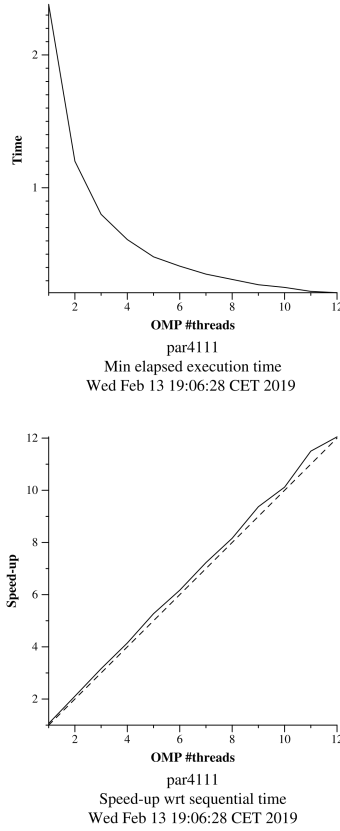 2
Time
1
2 4 6 8 10 12
OMP #threads
par4111
Min elapsed execution time
Wed Feb 13 19:06:28 CET 2019
12
10
8
Speed-up
6
4
2
2 4 6 8 10 12
OMP #threads
par4111
Speed-up wrt sequential time
Wed Feb 13 19:06:28 CET 2019